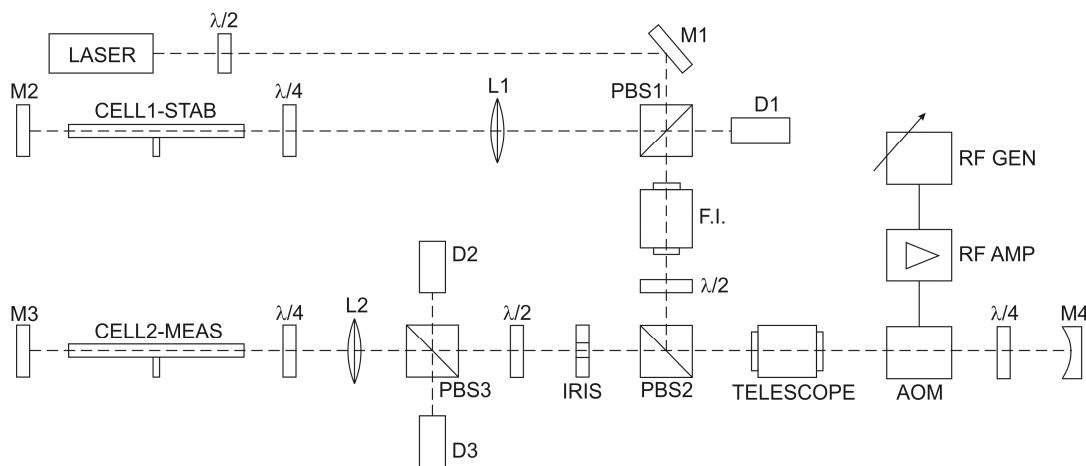 λ/2
M1
LASER
M2
CELL1-STAB
λ/4
L1
PBS1
D1
RF GEN
F.I.
D2
RF AMP
λ/2
M3
CELL2-MEAS
λ/4
L2
λ/2
λ/4
M4
PBS3
IRIS
PBS2
TELESCOPE
AOM
D3